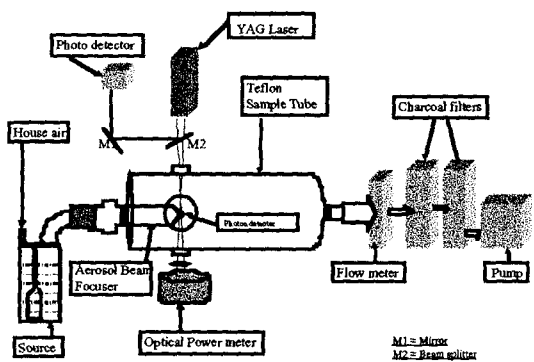 YAG Laser
Photo detector
Teflon
Sample Tube
Charcoal filters
House air
M1
M2
Photon detector
Aerosol Beam
Focuser
Flow meter
Pump
Optical Power meter
Source
M1 = Mirror
M2 = Beam splitter